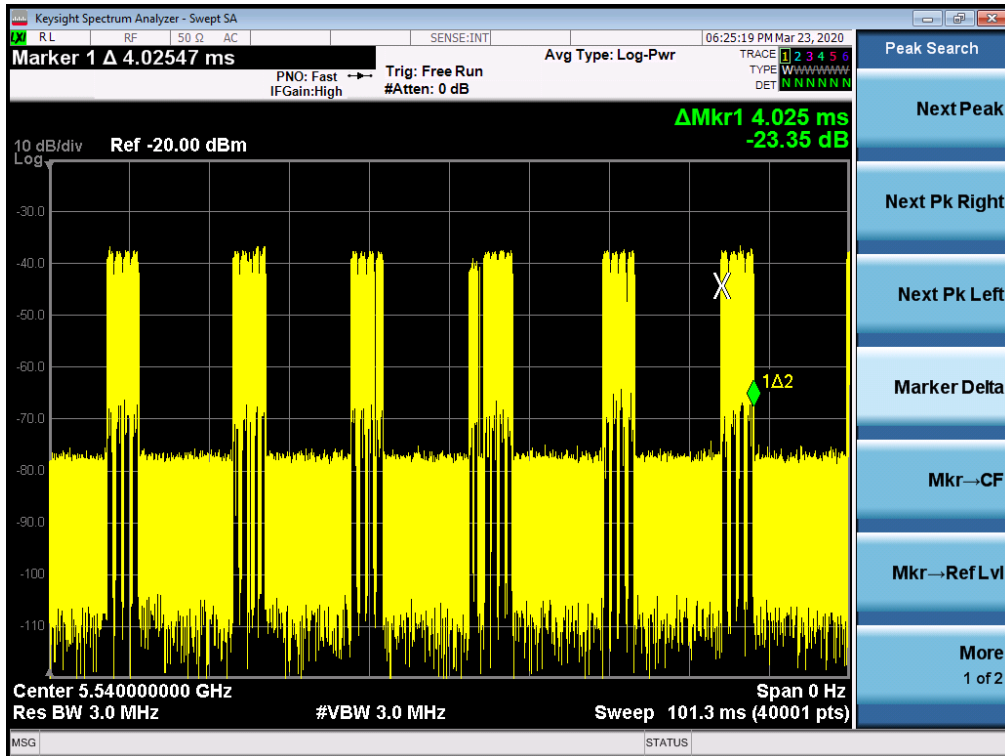 Keysight Spectrum Analyzer - Swept SA
LXI RL RF 50 Ω AC SENSE:INT 06:25:19 PM Mar 23, 2020
Marker 1 Δ 4.02547 ms
PNO: Fast
IFGain:High
Trig: Free Run
#Atten: 0 dB
Avg Type: Log-Pwr
TRACE 1 2 3 4 5 6
TYPE WWWWWW
DET N N N N N N
ΔMkr1 4.025 ms
-23.35 dB
10 dB/div Ref -20.00 dBm
Log
-30.0
-40.0
-50.0
-60.0
-70.0
-80.0
-90.0
-100
-110
X
1Δ2
Center 5.540000000 GHz Span 0 Hz
Res BW 3.0 MHz #VBW 3.0 MHz Sweep 101.3 ms (40001 pts)
MSG STATUS
Peak Search
Next Peak
Next Pk Right
Next Pk Left
Marker Delta
Mkr→CF
Mkr→Ref Lvl
More
1 of 2